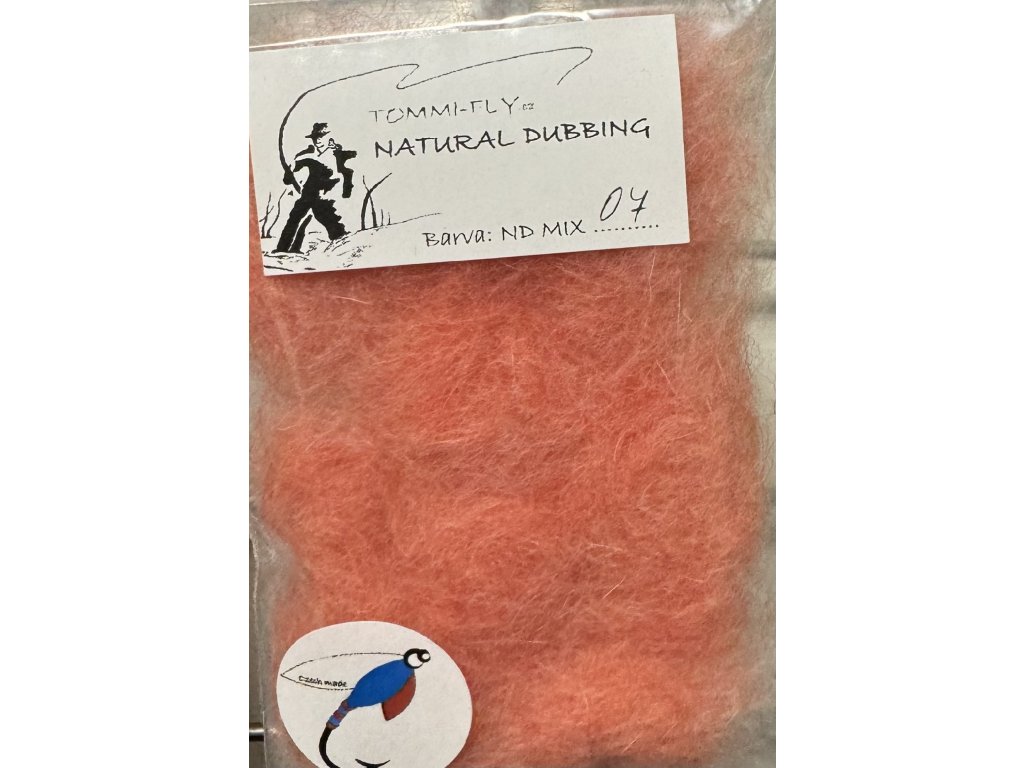 TOMMI-FLY.cz
NATURAL DUBBING
Barva: ND MIX .......... 07
Czech made